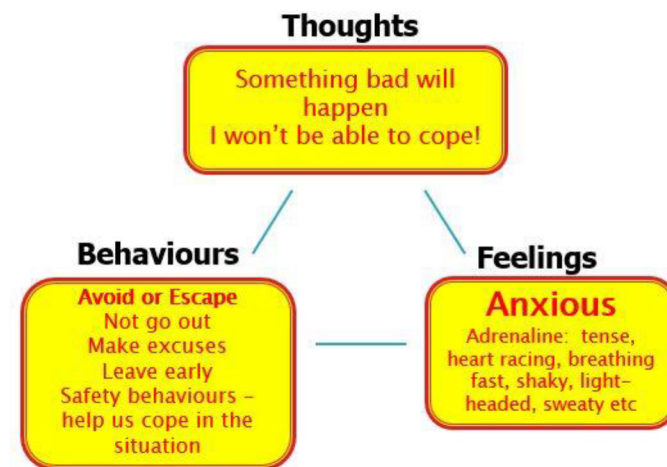 Thoughts
Something bad will
happen
I won't be able to cope!
Behaviours
Avoid or Escape
Not go out
Make excuses
Leave early
Safety behaviours –
help us cope in the
situation
Feelings
Anxious
Adrenaline: tense,
heart racing, breathing
fast, shaky, light-
headed, sweaty etc